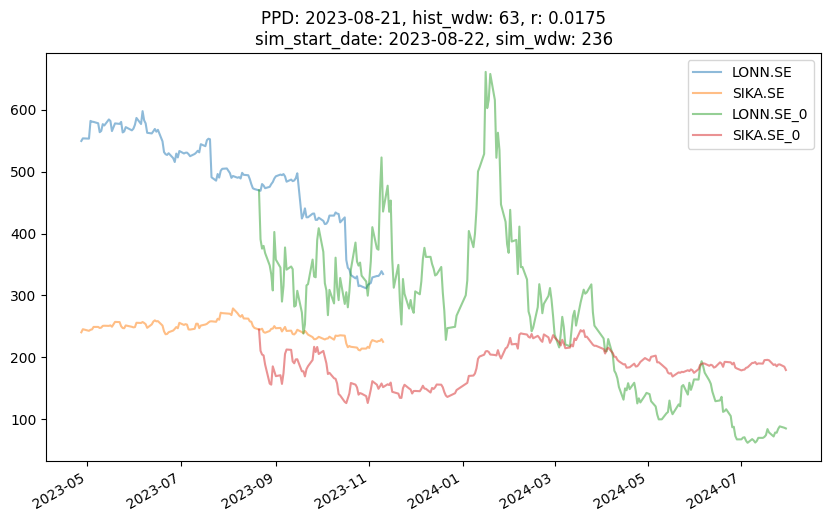 PPD: 2023-08-21, hist_wdw: 63, r: 0.0175
sim_start_date: 2023-08-22, sim_wdw: 236
LONN.SE
SIKA.SE
LONN.SE_0
SIKA.SE_0
600
500
400
300
200
100
2023-05
2023-07
2023-09
2023-11
2024-01
2024-03
2024-05
2024-07